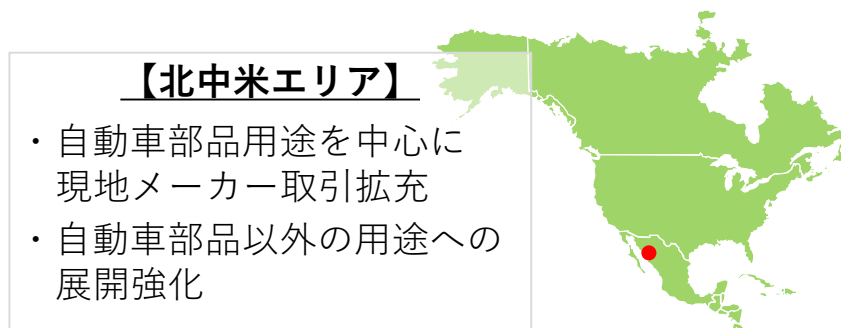 【北中米エリア】
・自動車部品用途を中心に
現地メーカー取引拡充
・自動車部品以外の用途への
展開強化